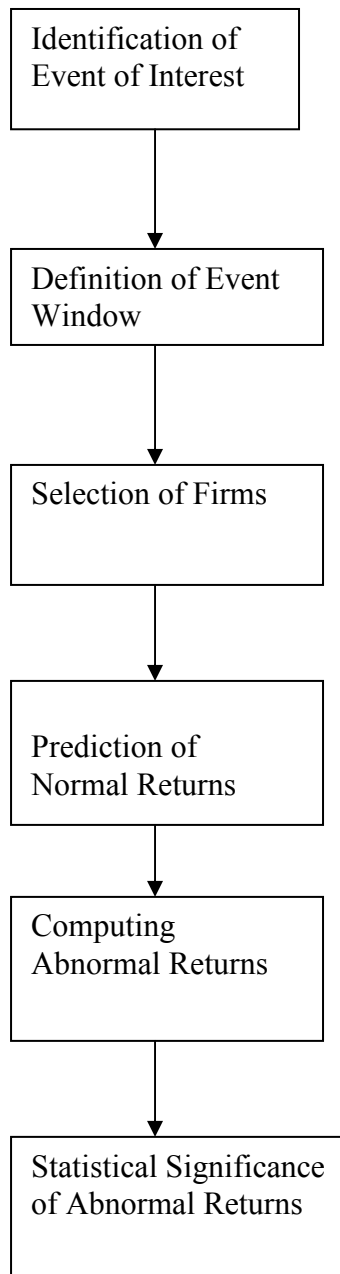 Identification of
Event of Interest
Definition of Event
Window
Selection of Firms
Prediction of
Normal Returns
Computing
Abnormal Returns
Statistical Significance
of Abnormal Returns